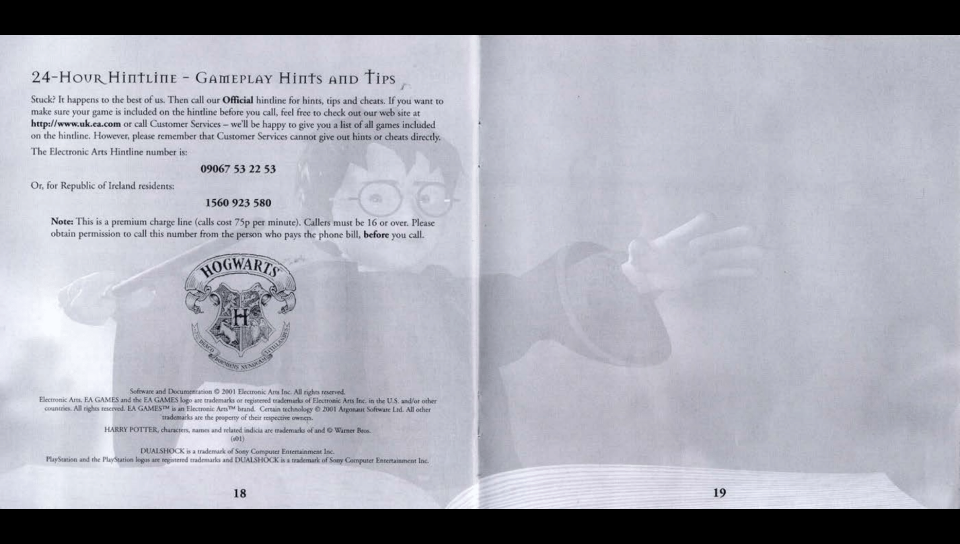 24-Hour Hintline - Gameplay Hints and Tips
Stuck? It happens to the best of us. Then call our Official hintline for hints, tips and cheats. If you want to
make sure your game is included on the hintline before you call, feel free to check out our web site at
http://www.uk.ea.com or call Customer Services – we'll be happy to give you a list of all games included
on the hintline. However, please remember that Customer Services cannot give out hints or cheats directly.
The Electronic Arts Hintline number is:
09067 53 22 53
Or, for Republic of Ireland residents:
1560 923 580
Note: This is a premium charge line (calls cost 75p per minute). Callers must be 16 or over. Please
obtain permission to call this number from the person who pays the phone bill, before you call.
HOGWARTS
H
Software and Documentation © 2001 Electronic Arts Inc. All rights reserved.
Electronic Arts, EA GAMES and the EA GAMES logo are trademarks or registered trademarks of Electronic Arts Inc. in the U.S. and/or other
countries. All rights reserved. EA GAMES™ is an Electronic Arts™ brand. Certain technology © 2001 Argonaut Software Ltd. All other
trademarks are the property of their respective owners.
HARRY POTTER, characters, names and related indicia are trademarks of and © Warner Bros.
(s01)
DUALSHOCK is a trademark of Sony Computer Entertainment Inc.
PlayStation and the PlayStation logos are registered trademarks and DUALSHOCK is a trademark of Sony Computer Entertainment Inc.
18
19